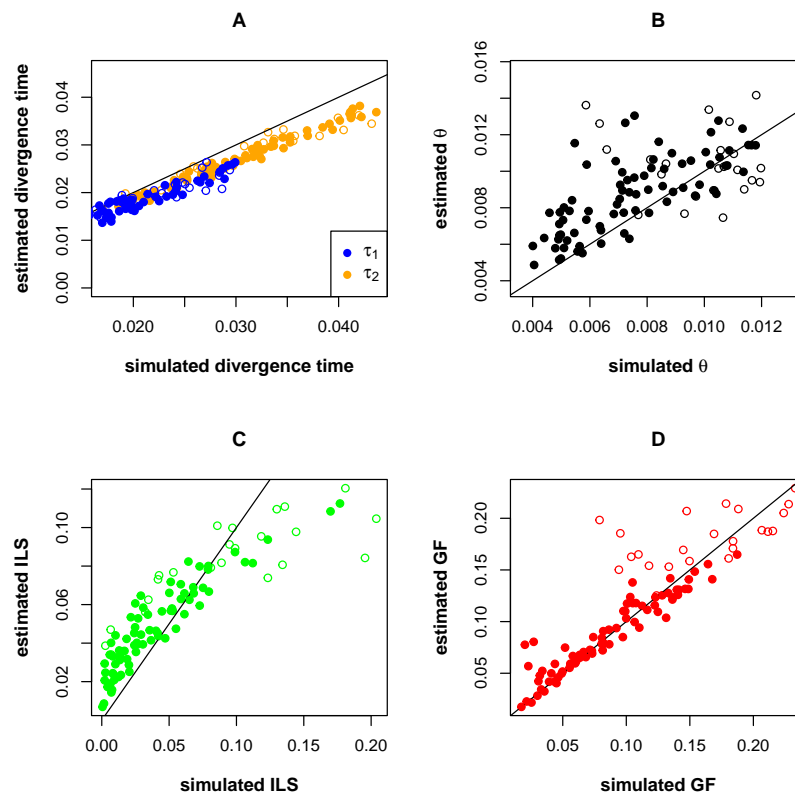 A
estimated divergence time
0.00 0.01 0.02 0.03 0.04
τ1
τ2
0.020 0.030 0.040
simulated divergence time
B
estimated θ
0.004 0.008 0.012 0.016
0.004 0.006 0.008 0.010 0.012
simulated θ
C
estimated ILS
0.02 0.06 0.10
0.00 0.05 0.10 0.15 0.20
simulated ILS
D
estimated GF
0.05 0.10 0.15 0.20
0.05 0.10 0.15 0.20
simulated GF